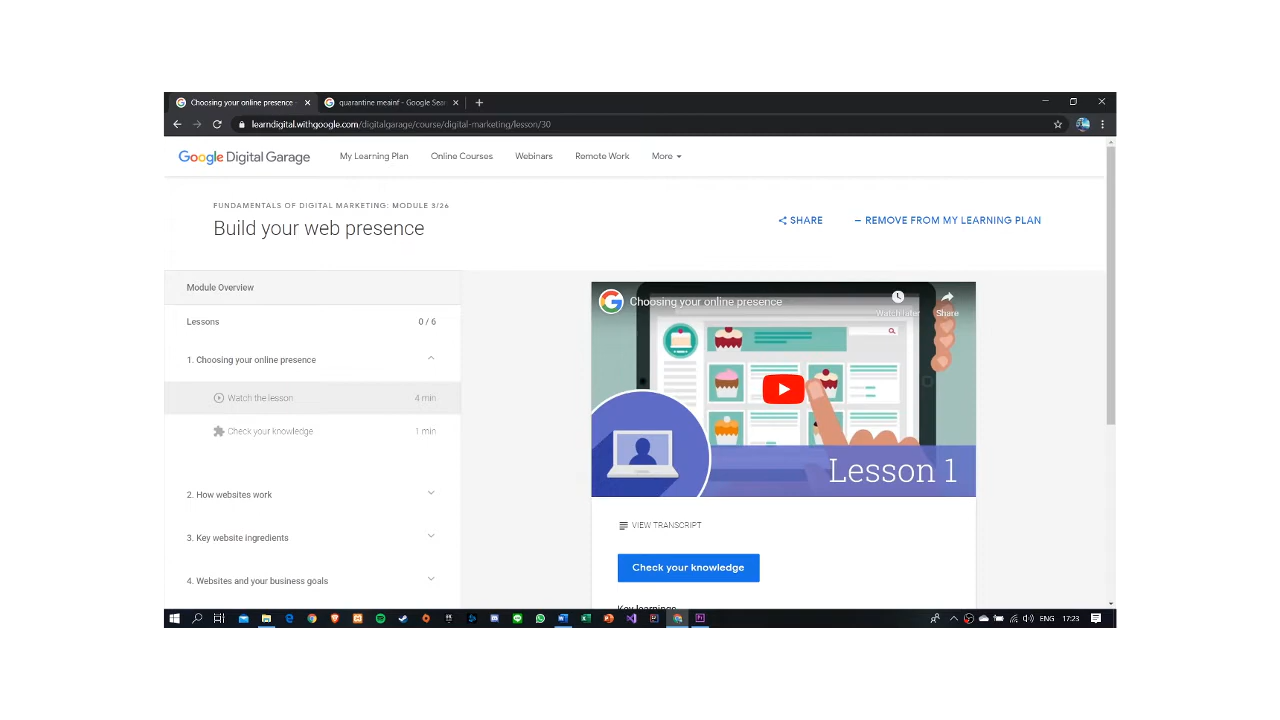 Choosing your online presence -
quarantine meainf - Google Sear
learndigital.withgoogle.com/digitalgarage/course/digital-marketing/lesson/30
Google Digital Garage My Learning Plan Online Courses Webinars Remote Work More
FUNDAMENTALS OF DIGITAL MARKETING: MODULE 3/26
Build your web presence
SHARE
REMOVE FROM MY LEARNING PLAN
Module Overview
Lessons 0 / 6
1. Choosing your online presence
Watch the lesson 4 min
Check your knowledge 1 min
2. How websites work
3. Key website ingredients
4. Websites and your business goals
Choosing your online presence
Watch later
Share
Lesson 1
VIEW TRANSCRIPT
Check your knowledge
Key learnings
ENG 17:23